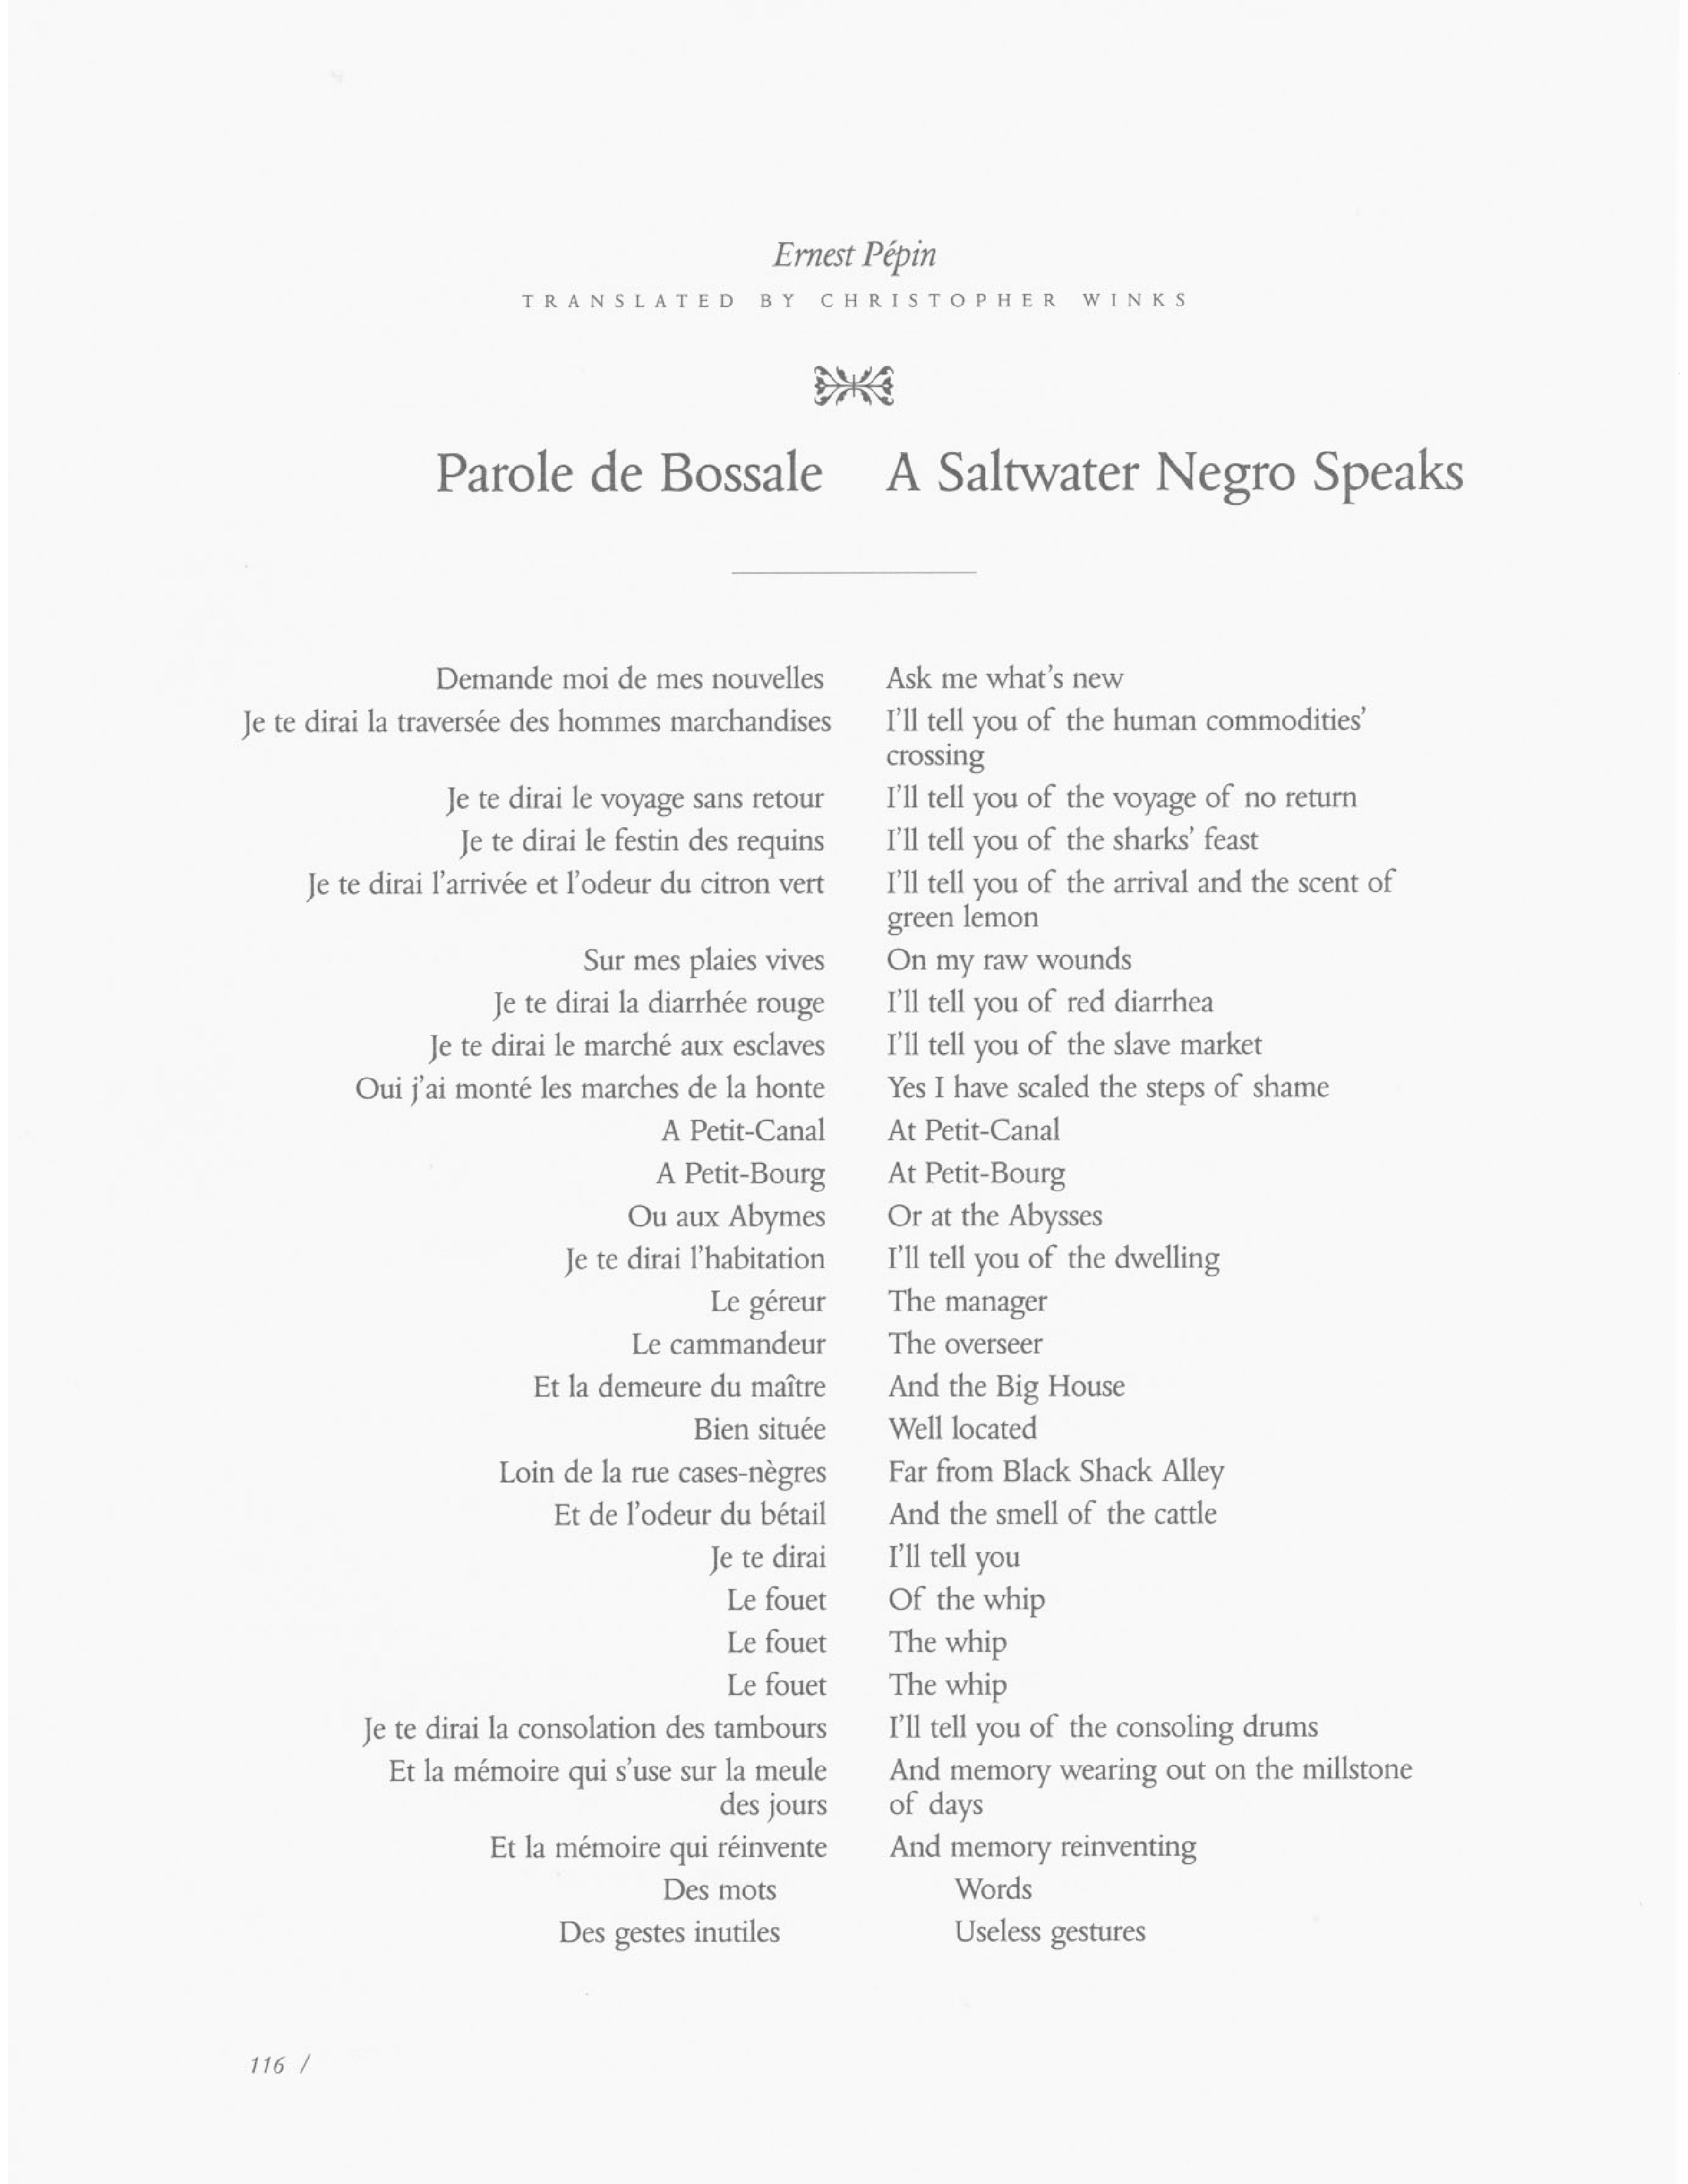 Ernest Pépin
TRANSLATED BY CHRISTOPHER WINKS
Parole de Bossale
Demande moi de mes nouvelles
Je te dirai la traversée des hommes marchandises
Je te dirai le voyage sans retour
Je te dirai le festin des requins
Je te dirai l'arrivée et l'odeur du citron vert
Sur mes plaies vives
Je te dirai la diarrhée rouge
Je te dirai le marché aux esclaves
Oui j'ai monté les marches de la honte
A Petit-Canal
A Petit-Bourg
Ou aux Abymes
Je te dirai l'habitation
Le géreur
Le cammandeur
Et la demeure du maître
Bien située
Loin de la rue cases-nègres
Et de l'odeur du bétail
Je te dirai
Le fouet
Le fouet
Le fouet
Je te dirai la consolation des tambours
Et la mémoire qui s'use sur la meule
des jours
Et la mémoire qui réinvente
Des mots
Des gestes inutiles
A Saltwater Negro Speaks
Ask me what's new
I'll tell you of the human commodities'
crossing
I'll tell you of the voyage of no return
I'll tell you of the sharks' feast
I'll tell you of the arrival and the scent of
green lemon
On my raw wounds
I'll tell you of red diarrhea
I'll tell you of the slave market
Yes I have scaled the steps of shame
At Petit-Canal
At Petit-Bourg
Or at the Abysses
I'll tell you of the dwelling
The manager
The overseer
And the Big House
Well located
Far from Black Shack Alley
And the smell of the cattle
I'll tell you
Of the whip
The whip
The whip
I'll tell you of the consoling drums
And memory wearing out on the millstone
of days
And memory reinventing
Words
Useless gestures
116 /